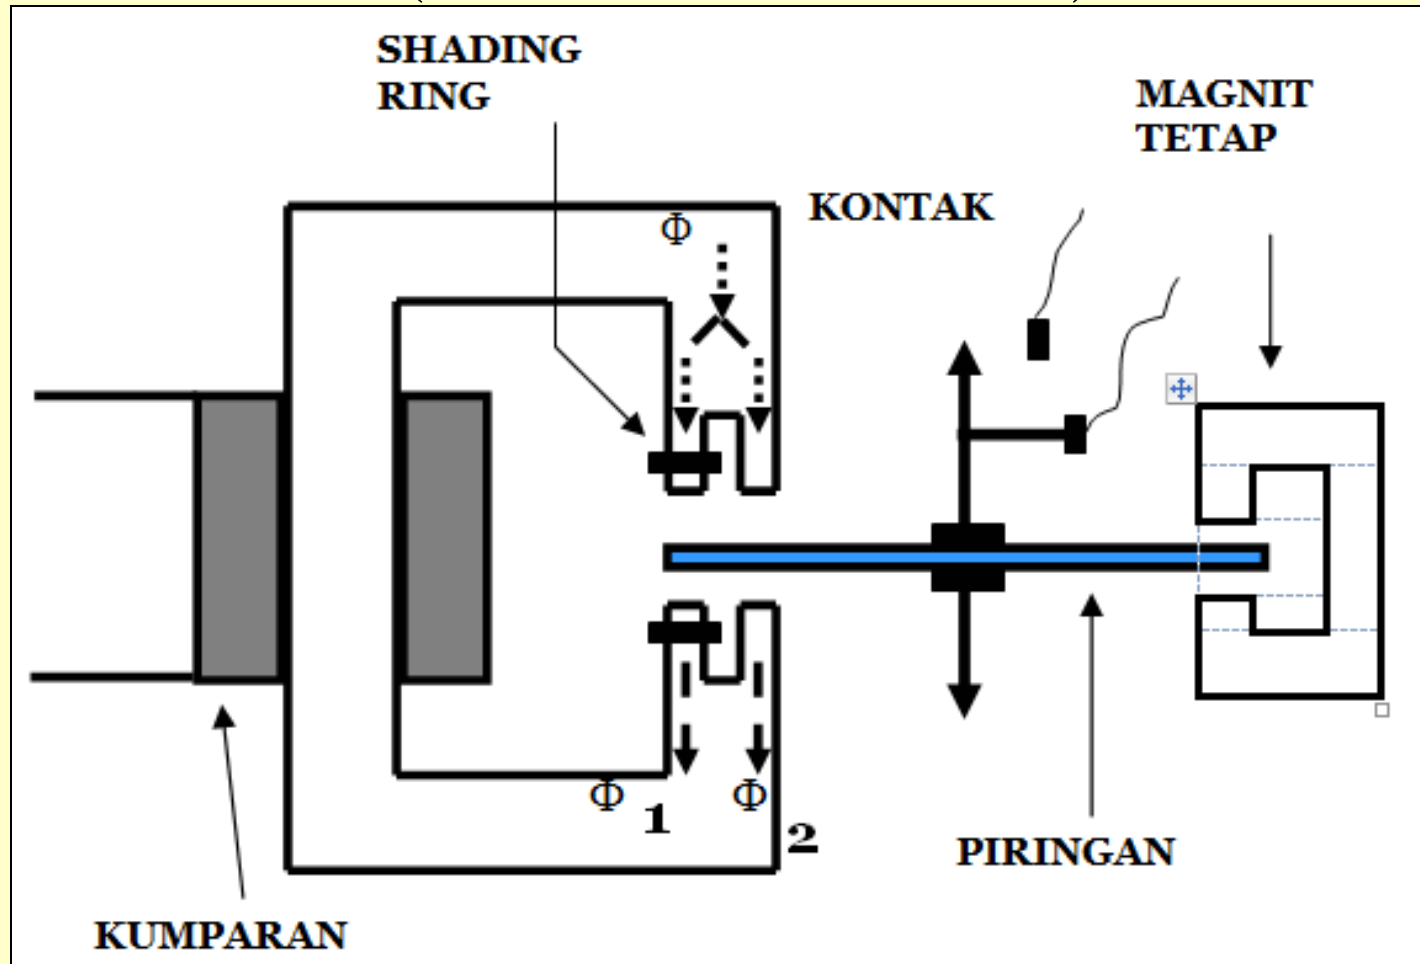 SHADING
RING
MAGNIT
TETAP
KONTAK
Φ
Φ 1
Φ 2
PIRINGAN
KUMPARAN